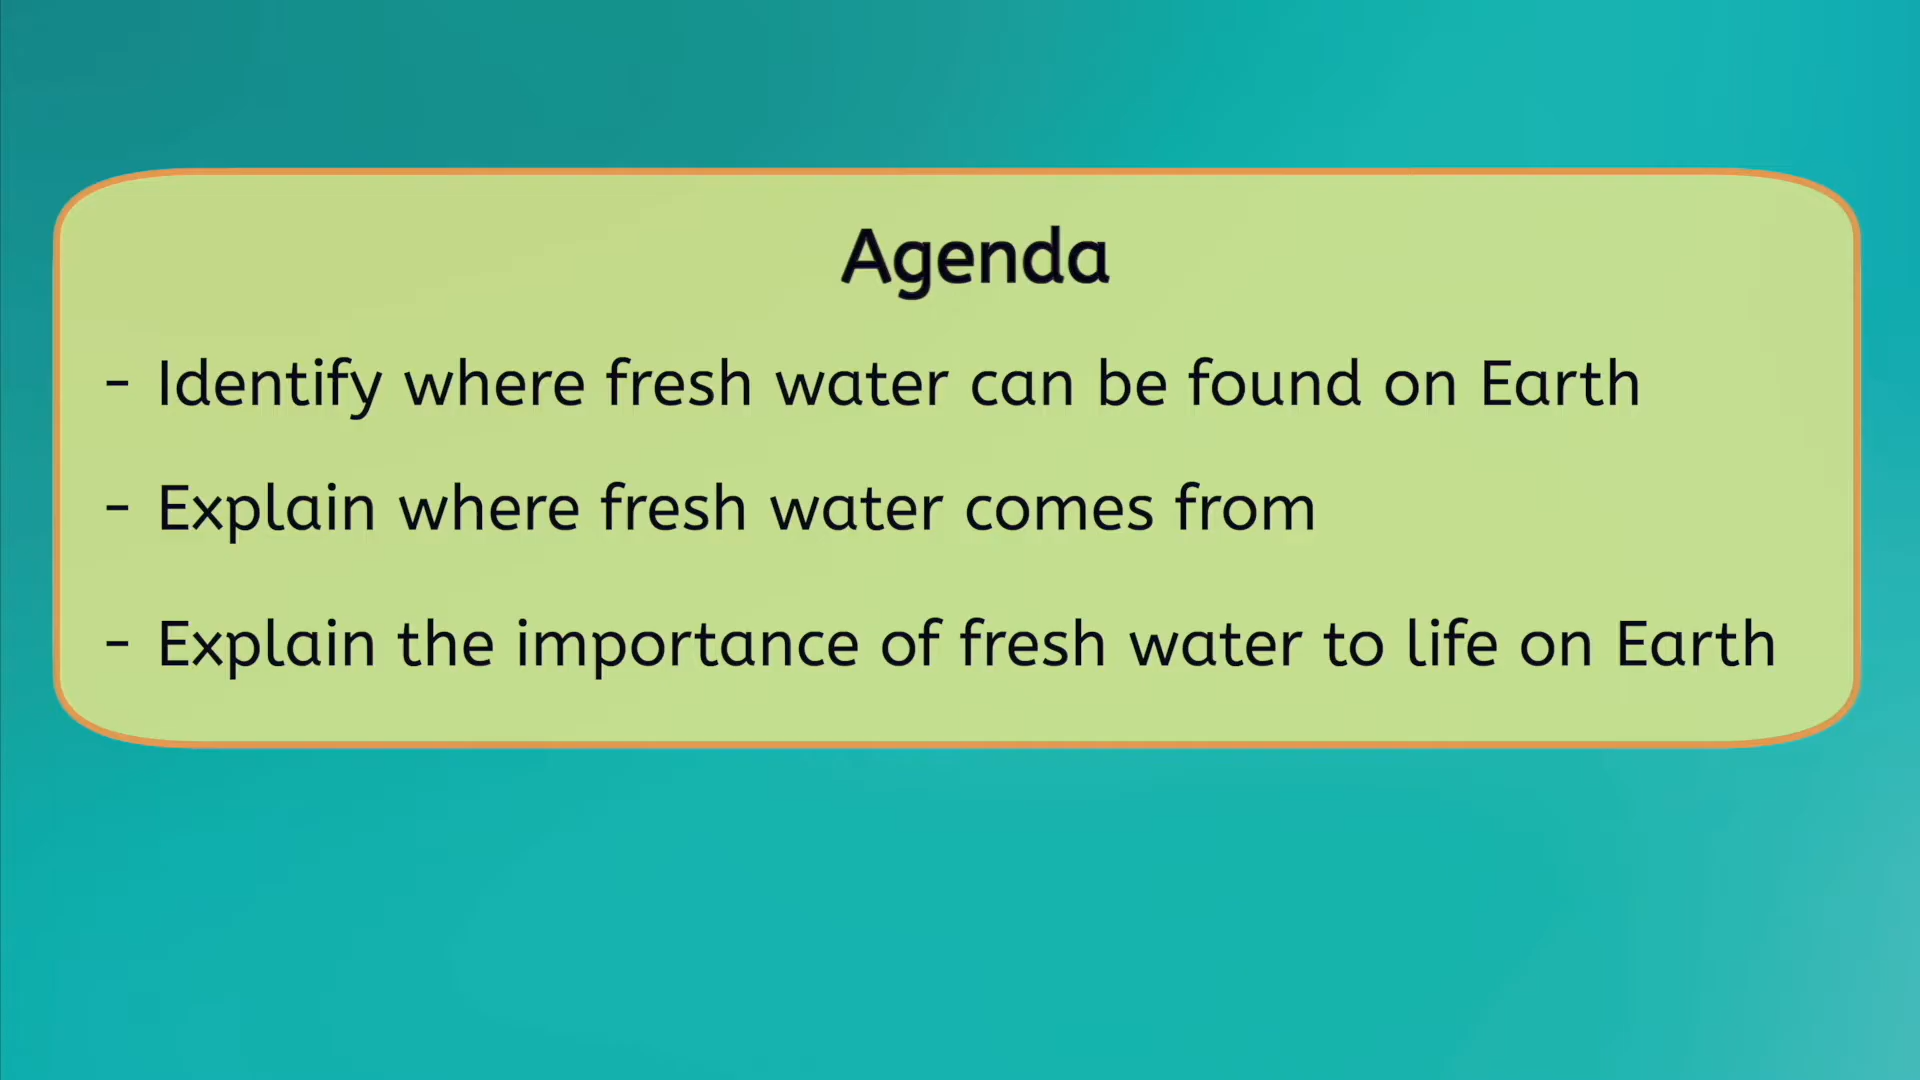 Agenda
- Identify where fresh water can be found on Earth
- Explain where fresh water comes from
- Explain the importance of fresh water to life on Earth